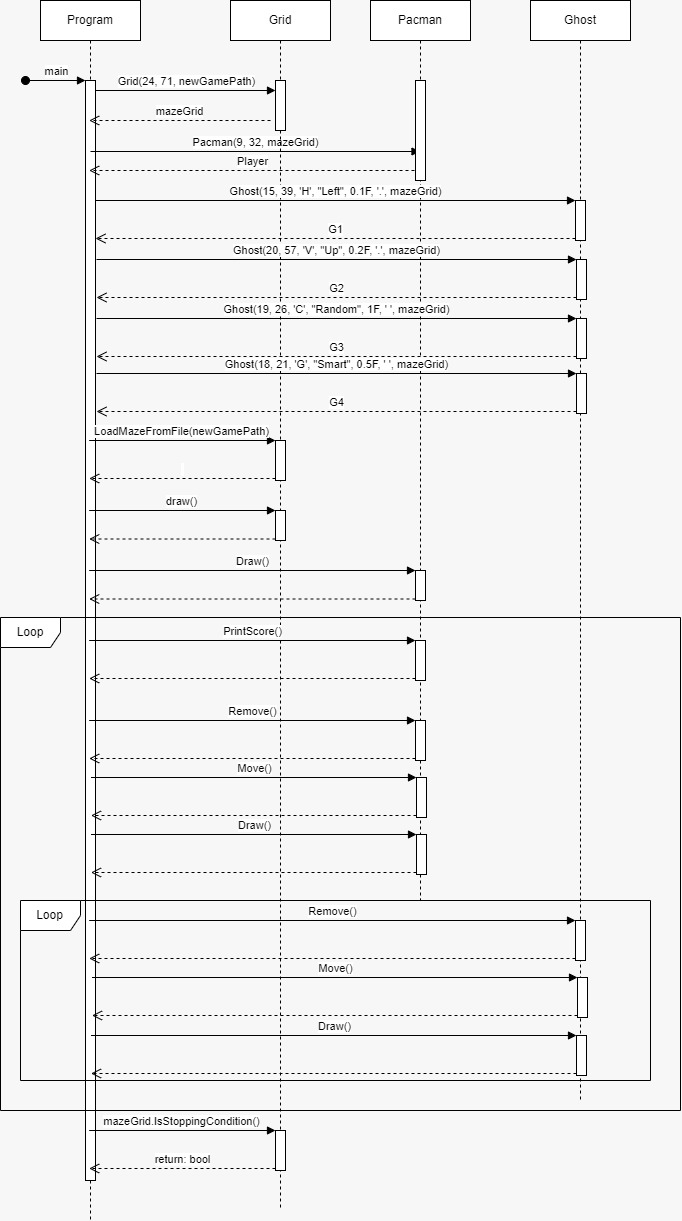 Program
Grid
Pacman
Ghost
main
Grid(24, 71, newGamePath)
mazeGrid
Pacman(9, 32, mazeGrid)
Player
Ghost(15, 39, 'H', "Left", 0.1F, '.', mazeGrid)
G1
Ghost(20, 57, 'V', "Up", 0.2F, '.', mazeGrid)
G2
Ghost(19, 26, 'C', "Random", 1F, ' ', mazeGrid)
G3
Ghost(18, 21, 'G', "Smart", 0.5F, ' ', mazeGrid)
G4
LoadMazeFromFile(newGamePath)
draw()
Draw()
Loop
PrintScore()
Remove()
Move()
Draw()
Loop
Remove()
Move()
Draw()
mazeGrid.IsStoppingCondition()
return: bool